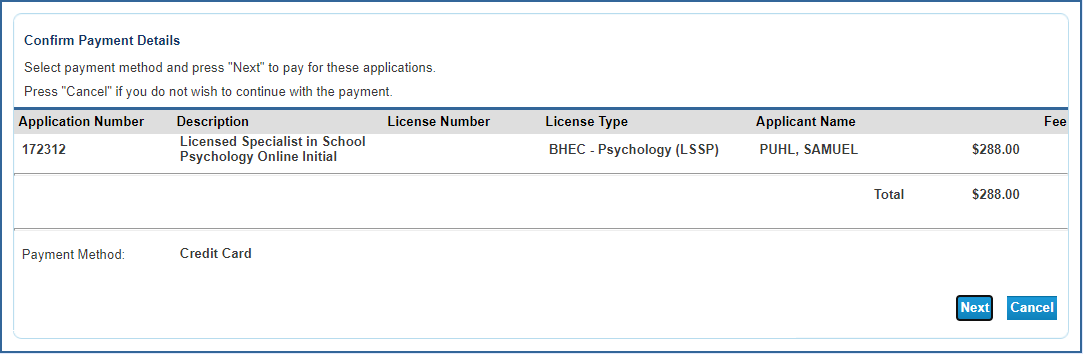 Confirm Payment Details
Select payment method and press "Next" to pay for these applications.
Press "Cancel" if you do not wish to continue with the payment.
Application Number Description License Number License Type Applicant Name Fee
172312 Licensed Specialist in School Psychology Online Initial BHEC - Psychology (LSSP) PUHL, SAMUEL $288.00
Total $288.00
Payment Method: Credit Card
Next Cancel